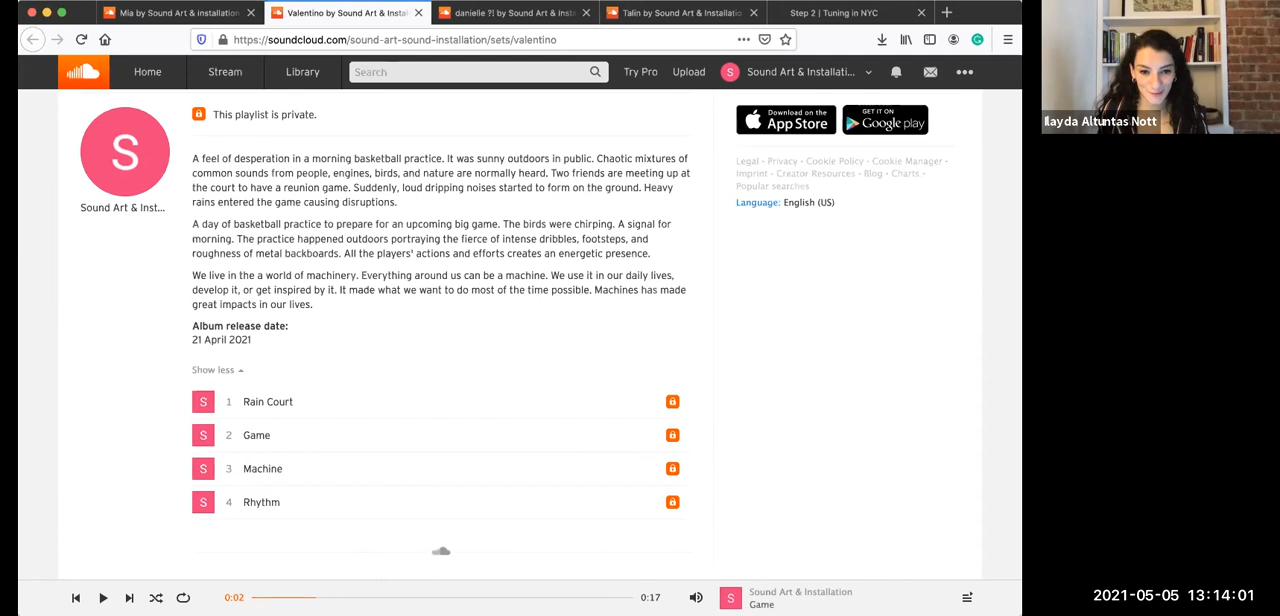 Mia by Sound Art & installation
Valentino by Sound Art & Instal
danielle ?! by Sound Art & Insta
Talin by Sound Art & Installatio
Step 2 | Tuning in NYC
https://soundcloud.com/sound-art-sound-installation/sets/valentino
Home
Stream
Library
Search
Try Pro
Upload
S
Sound Art & Installati...
This playlist is private.
S
Sound Art & Inst...
A feel of desperation in a morning basketball practice. It was sunny outdoors in public. Chaotic mixtures of
common sounds from people, engines, birds, and nature are normally heard. Two friends are meeting up at
the court to have a reunion game. Suddenly, loud dripping noises started to form on the ground. Heavy
rains entered the game causing disruptions.
A day of basketball practice to prepare for an upcoming big game. The birds were chirping. A signal for
morning. The practice happened outdoors portraying the fierce of intense dribbles, footsteps, and
roughness of metal backboards. All the players' actions and efforts creates an energetic presence.
We live in the a world of machinery. Everything around us can be a machine. We use it in our daily lives,
develop it, or get inspired by it. It made what we want to do most of the time possible. Machines has made
great impacts in our lives.
Album release date:
21 April 2021
Show less
S 1 Rain Court
S 2 Game
S 3 Machine
S 4 Rhythm
Download on the
App Store
GET IT ON
Google play
Legal - Privacy - Cookie Policy - Cookie Manager -
Imprint - Creator Resources - Blog - Charts -
Popular searches
Language: English (US)
0:02
0:17
S
Sound Art & Installation
Game
Ilayda Altuntas Nott
2021-05-05 13:14:01